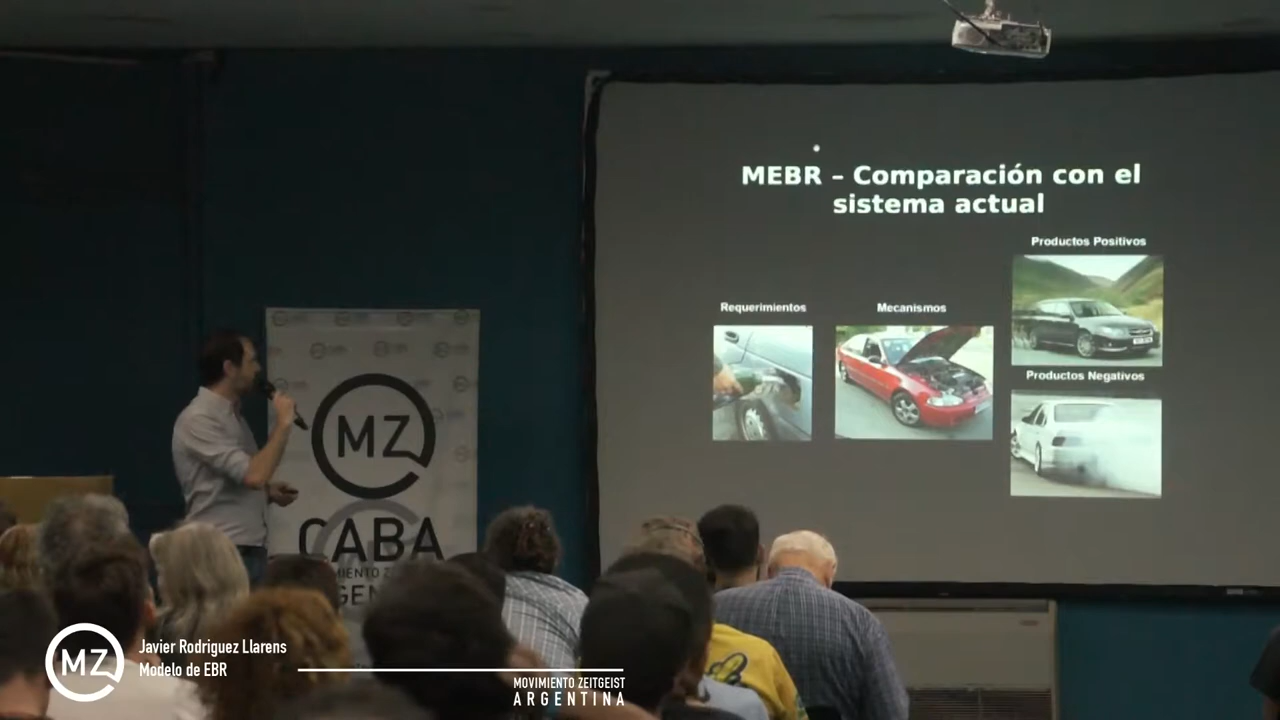 MEBR – Comparación con el
sistema actual
Productos Positivos
Requerimientos
Mecanismos
Productos Negativos
MZ
CABA
MZ
Javier Rodriguez Llarens
Modelo de EBR
MOVIMIENTO ZEITGEIST
ARGENTINA